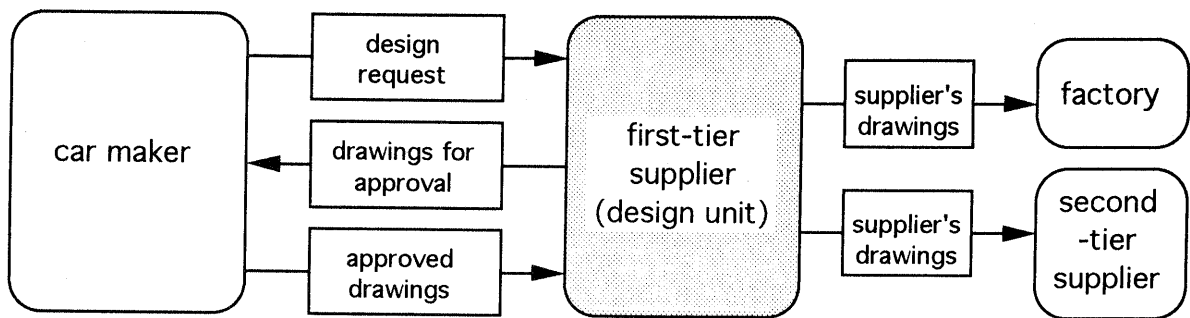 car maker
design
request
drawings for
approval
approved
drawings
first-tier
supplier
(design unit)
supplier's
drawings
supplier's
drawings
factory
second
-tier
supplier